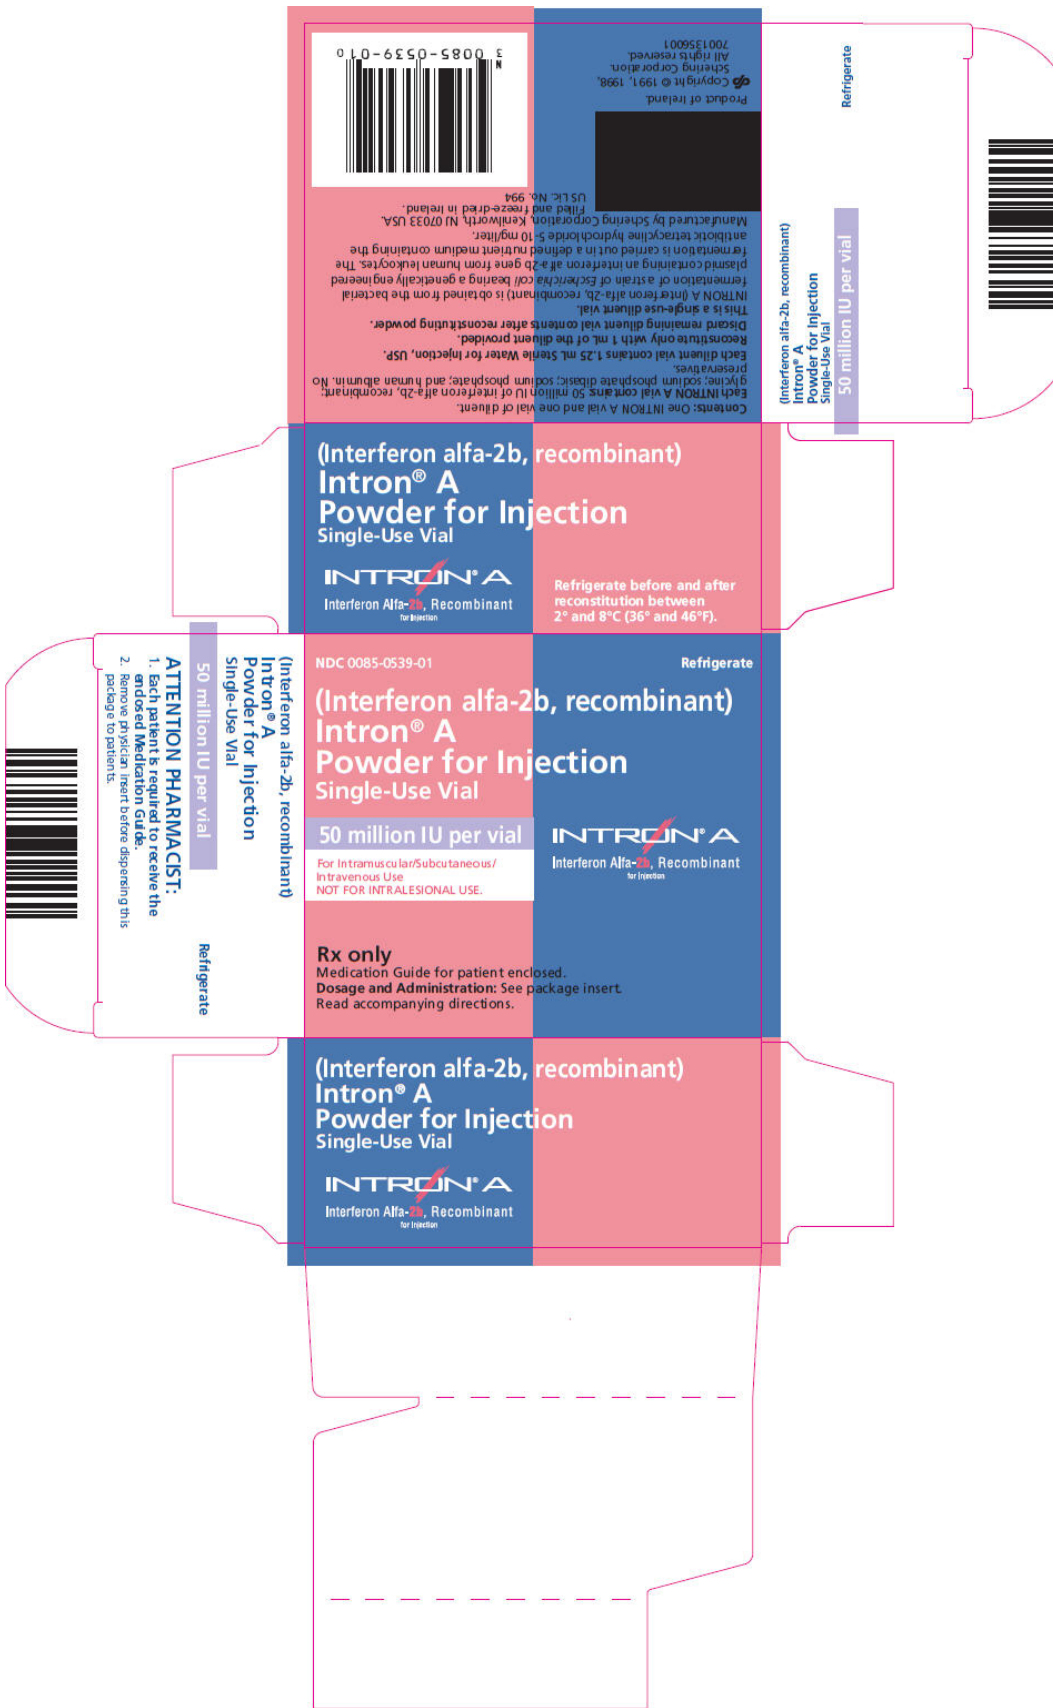 Contents: One INTRON A vial and one vial of diluent.
Each INTRON A vial contains: 50 million IU of interferon alfa-2b, recombinant;
glycine; sodium phosphate dibasic; sodium phosphate; and human albumin. No
preservatives.
Each diluent vial contains 1.25 mL Sterile Water for Injection, USP.
Reconstitute only with 1 mL of the diluent provided.
Discard remaining diluent vial contents after reconstituting powder.
This is a single-use diluent vial.
INTRON A (interferon alfa-2b, recombinant) is obtained from the bacterial
fermentation of a strain of Escherichia coli bearing a genetically engineered
plasmid containing an interferon alfa-2b gene from human leukocytes. The
fermentation is carried out in a defined nutrient medium containing the
antibiotic tetracycline hydrochloride 5-10 mg/liter.
Manufactured by Schering Corporation, Kenilworth, NJ 07033 USA.
Filled and freeze-dried in Ireland.
US Lic. No. 994
Product of Ireland.
Copyright © 1991, 1998,
Schering Corporation.
All rights reserved.
7001356001
N
3 0085-0539-01 0
(Interferon alfa-2b, recombinant)
Intron® A
Powder for Injection
Single-Use Vial
50 million IU per vial
Refrigerate
(Interferon alfa-2b, recombinant)
Intron® A
Powder for Injection
Single-Use Vial
INTRON® A
Interferon Alfa-2b, Recombinant
for Injection
Refrigerate before and after
reconstitution between
2° and 8°C (36° and 46°F).
(Interferon alfa-2b, recombinant)
Intron® A
Powder for Injection
Single-Use Vial
50 million IU per vial
Refrigerate
ATTENTION PHARMACIST:
1. Each patient is required to receive the
enclosed Medication Guide.
2. Remove physician insert before dispensing this
package to patients.
NDC 0085-0539-01
Refrigerate
(Interferon alfa-2b, recombinant)
Intron® A
Powder for Injection
Single-Use Vial
50 million IU per vial
For Intramuscular/Subcutaneous/
Intravenous Use
NOT FOR INTRALESIONAL USE.
INTRON® A
Interferon Alfa-2b, Recombinant
for Injection
Rx only
Medication Guide for patient enclosed.
Dosage and Administration: See package insert.
Read accompanying directions.
(Interferon alfa-2b, recombinant)
Intron® A
Powder for Injection
Single-Use Vial
INTRON® A
Interferon Alfa-2b, Recombinant
for Injection